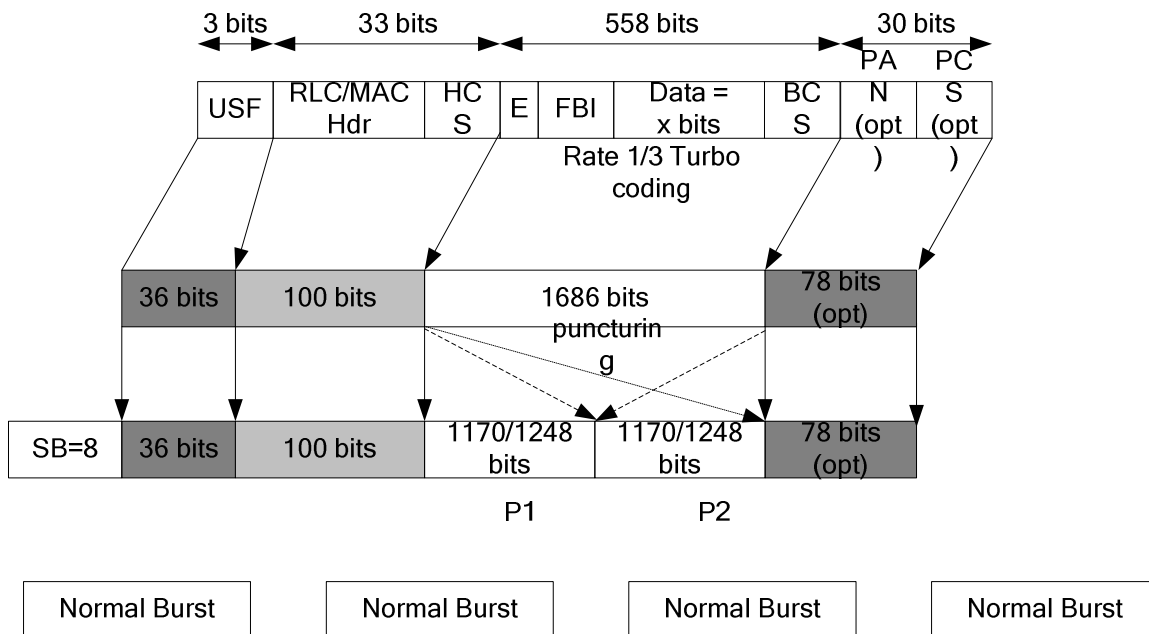 3 bits 33 bits 558 bits 30 bits
USF
RLC/MAC
Hdr
HC
S
E
FBI
Data =
x bits
BC
S
PA
N
(opt
)
PC
S
(opt
)
Rate 1/3 Turbo
coding
36 bits
100 bits
1686 bits
78 bits
(opt)
puncturin
g
SB=8
36 bits
100 bits
1170/1248
bits
1170/1248
bits
78 bits
(opt)
P1 P2
Normal Burst Normal Burst Normal Burst Normal Burst